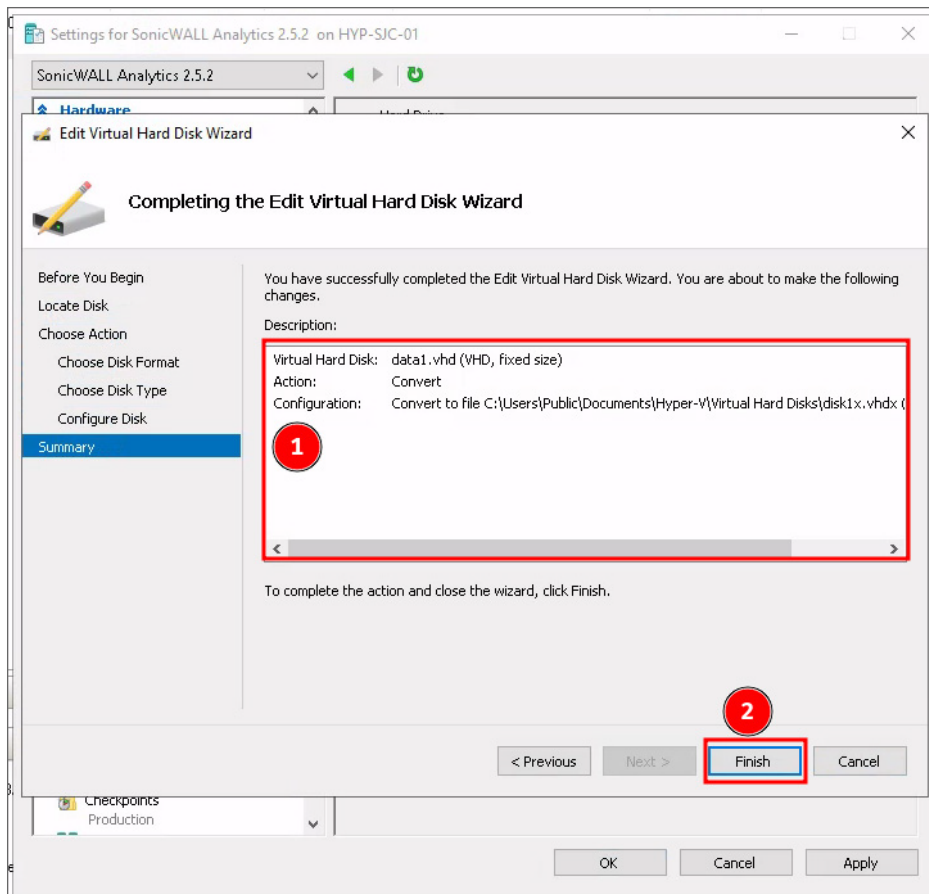 Settings for SonicWALL Analytics 2.5.2 on HYP-SJC-01
SonicWALL Analytics 2.5.2
Hardware
Edit Virtual Hard Disk Wizard
Completing the Edit Virtual Hard Disk Wizard
Before You Begin
Locate Disk
Choose Action
Choose Disk Format
Choose Disk Type
Configure Disk
Summary
You have successfully completed the Edit Virtual Hard Disk Wizard. You are about to make the following
changes.
Description:
Virtual Hard Disk: data1.vhd (VHD, fixed size)
Action: Convert
Configuration: Convert to file C:\Users\Public\Documents\Hyper-V\Virtual Hard Disks\disk1x.vhdx (
1
To complete the action and close the wizard, click Finish.
2
< Previous Next > Finish Cancel
Checkpoints
Production
OK Cancel Apply